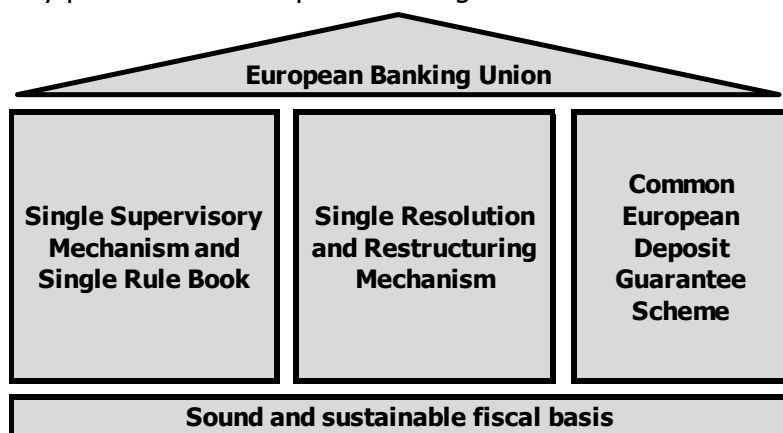 European Banking Union
Single Supervisory
Mechanism and
Single Rule Book
Single Resolution
and Restructuring
Mechanism
Common
European
Deposit
Guarantee
Scheme
Sound and sustainable fiscal basis